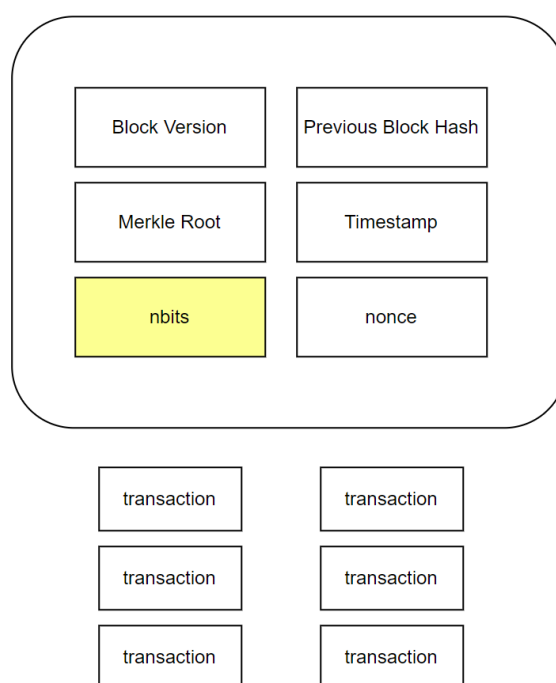 Block Version
Previous Block Hash
Merkle Root
Timestamp
nbits
nonce
transaction
transaction
transaction
transaction
transaction
transaction